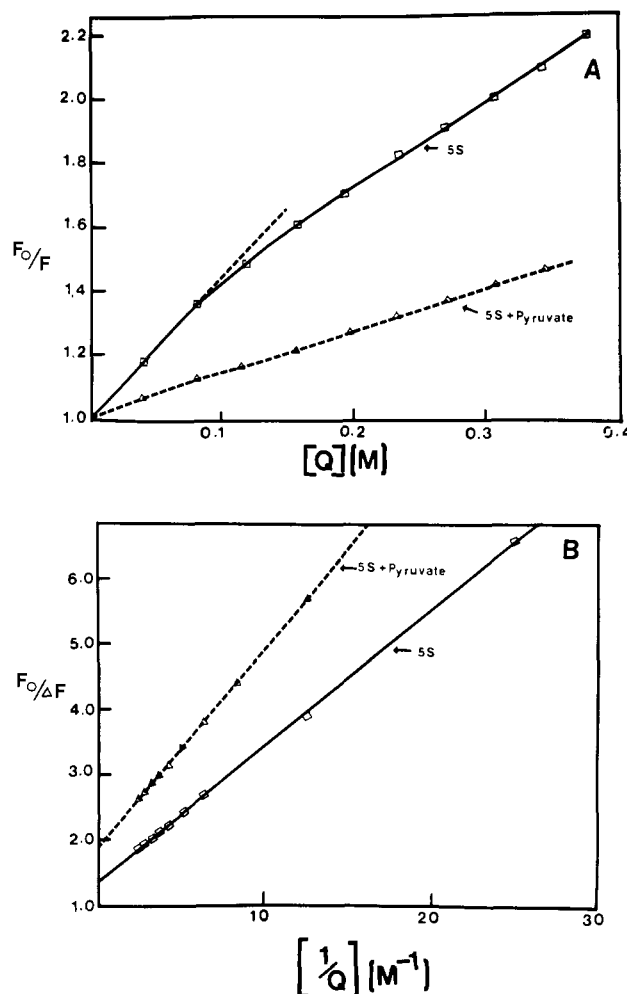 2.2
A
2.0
← 5S
1.8
1.6
F○/F
1.4
← 5S + Pyruvate
1.2
1.0
0.1 0.2 0.3 0.4
[Q] [M]
B
← 5S + Pyruvate
6.0
5.0
← 5S
F○/△F
4.0
3.0
2.0
1.0
10 20 30
[1/Q] [M⁻¹]